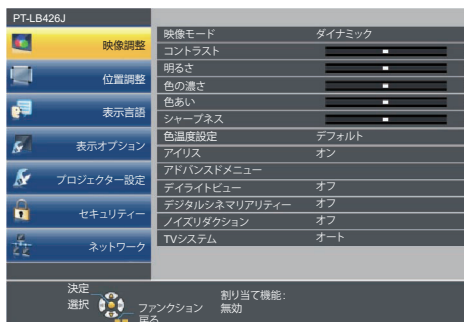 PT-LB426J
映像調整
位置調整
表示言語
表示オプション
プロジェクター設定
セキュリティー
ネットワーク
映像モード ダイナミック
コントラスト
明るさ
色の濃さ
色あい
シャープネス
色温度設定 デフォルト
アイリス オン
アドバンスドメニュー
デイライトビュー オフ
デジタルシネマリアリティー オフ
ノイズリダクション オフ
TVシステム オート
決定
選択
ファンクション
戻る
割り当て機能:
無効